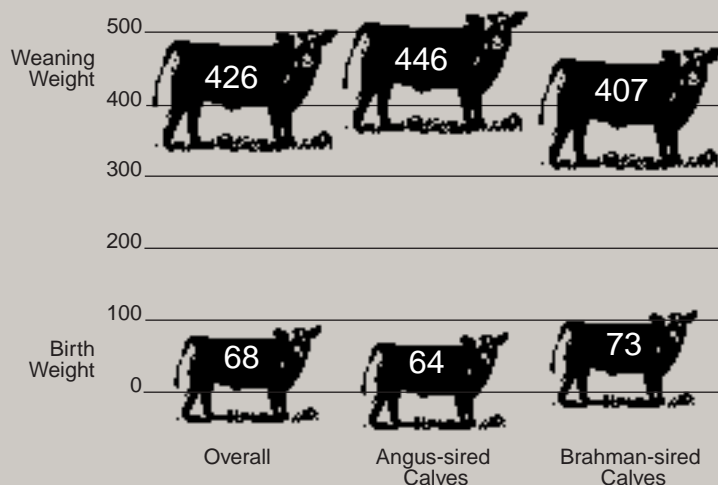 500
Weaning
Weight
426
446
407
400
300
200
100
Birth
Weight
68
64
73
0
Overall
Angus-sired
Calves
Brahman-sired
Calves